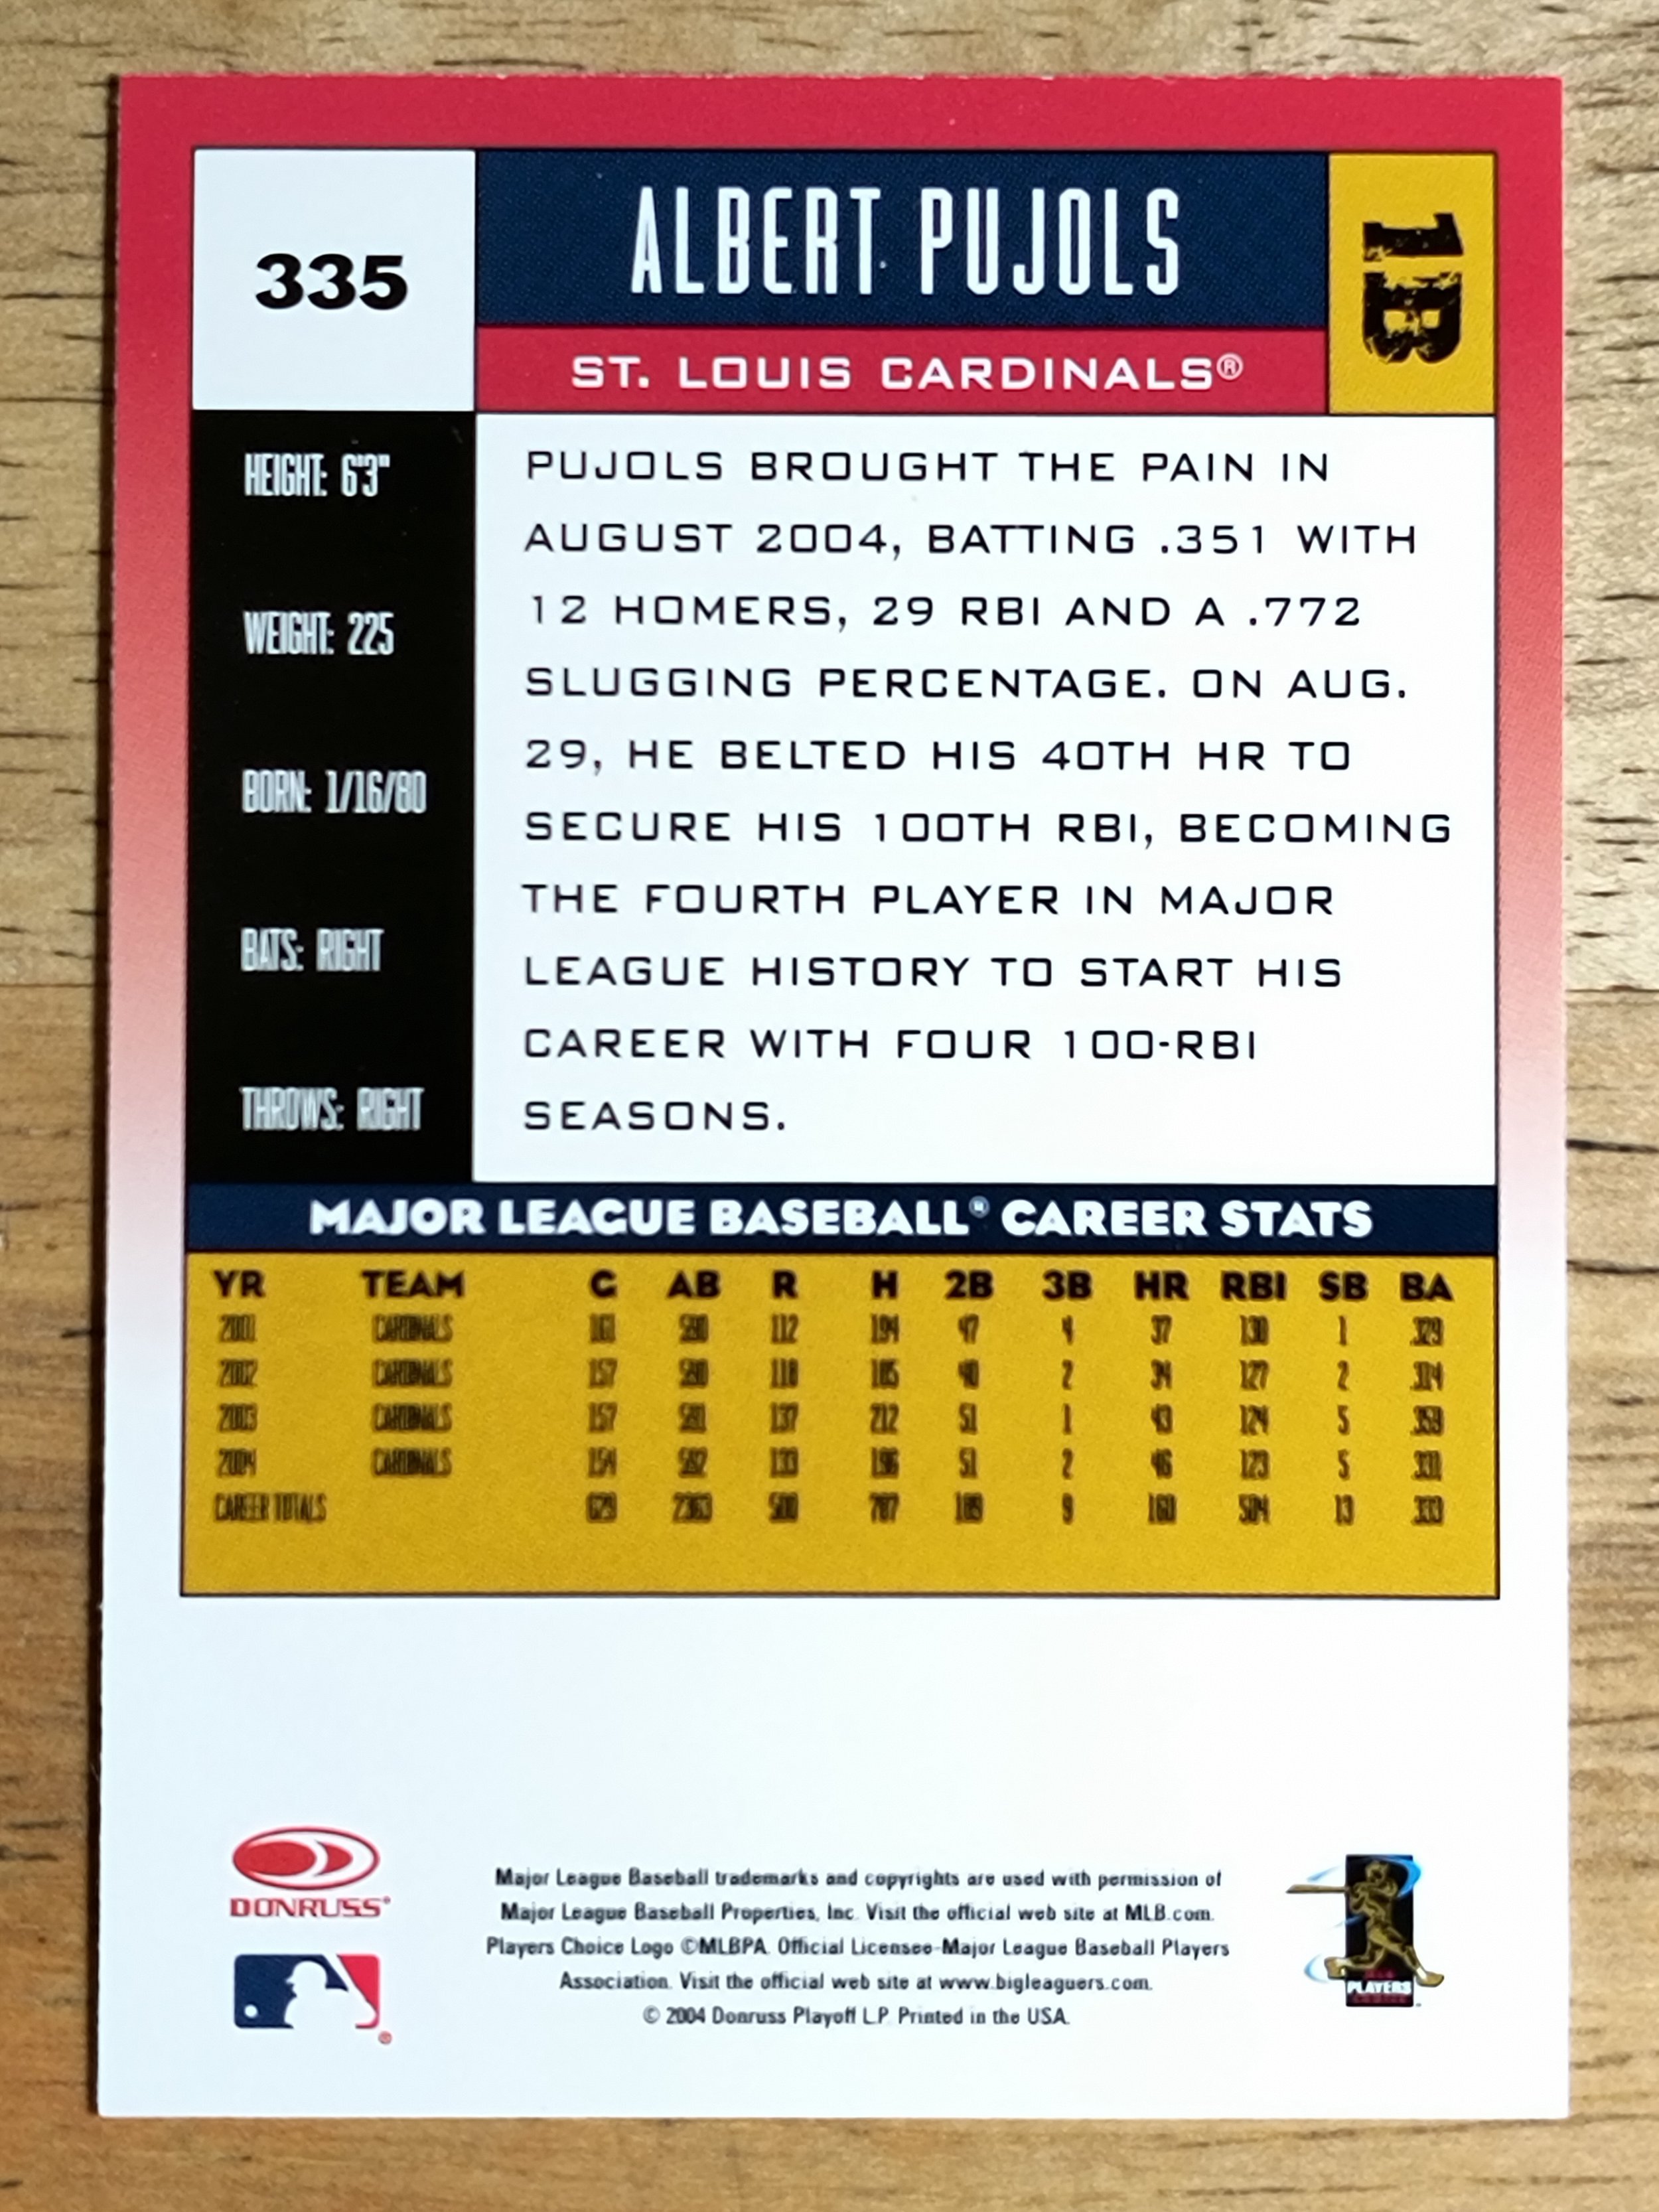 335
ALBERT PUJOLS
1B
ST. LOUIS CARDINALS®
HEIGHT: 6'3"
WEIGHT: 225
BORN: 1/16/80
BATS: RIGHT
THROWS: RIGHT
PUJOLS BROUGHT THE PAIN IN
AUGUST 2004, BATTING .351 WITH
12 HOMERS, 29 RBI AND A .772
SLUGGING PERCENTAGE. ON AUG.
29, HE BELTED HIS 40TH HR TO
SECURE HIS 100TH RBI, BECOMING
THE FOURTH PLAYER IN MAJOR
LEAGUE HISTORY TO START HIS
CAREER WITH FOUR 100-RBI
SEASONS.
MAJOR LEAGUE BASEBALL® CAREER STATS
YR TEAM G AB R H 2B 3B HR RBI SB BA
2001 CARDINALS 161 590 112 194 47 4 37 130 1 .329
2002 CARDINALS 157 590 118 185 40 2 34 127 2 .314
2003 CARDINALS 157 591 137 212 51 1 43 124 5 .359
2004 CARDINALS 154 592 133 196 51 2 46 123 5 .331
CAREER TOTALS 629 2363 500 787 189 9 160 504 13 .333
DONRUSS®
Major League Baseball trademarks and copyrights are used with permission of
Major League Baseball Properties, Inc. Visit the official web site at MLB.com.
Players Choice Logo ©MLBPA. Official Licensee-Major League Baseball Players
Association. Visit the official web site at www.bigleaguers.com.
© 2004 Donruss Playoff L.P. Printed in the USA.
PLAYERS